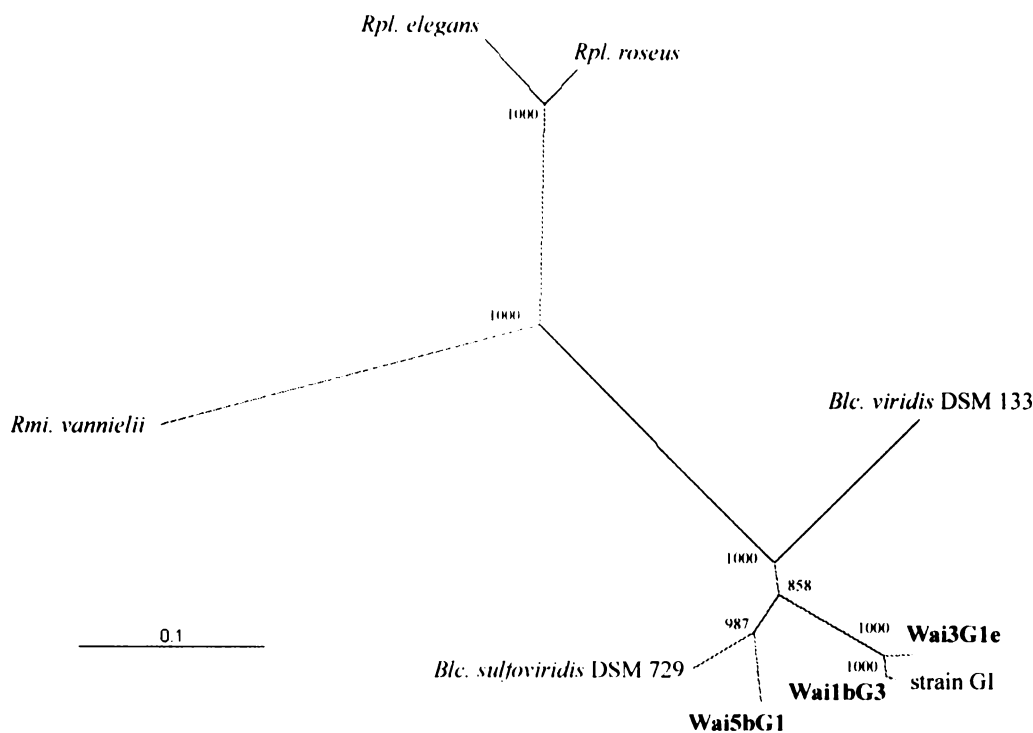 Rpl. elegans
Rpl. roseus
1000
1000
Blc. viridis DSM 133
Rmi. vannielii
1000
858
0.1
987
1000
Wai3G1e
Blc. sulfoviridis DSM 729
1000
strain GI
Wai1bG3
Wai5bG1